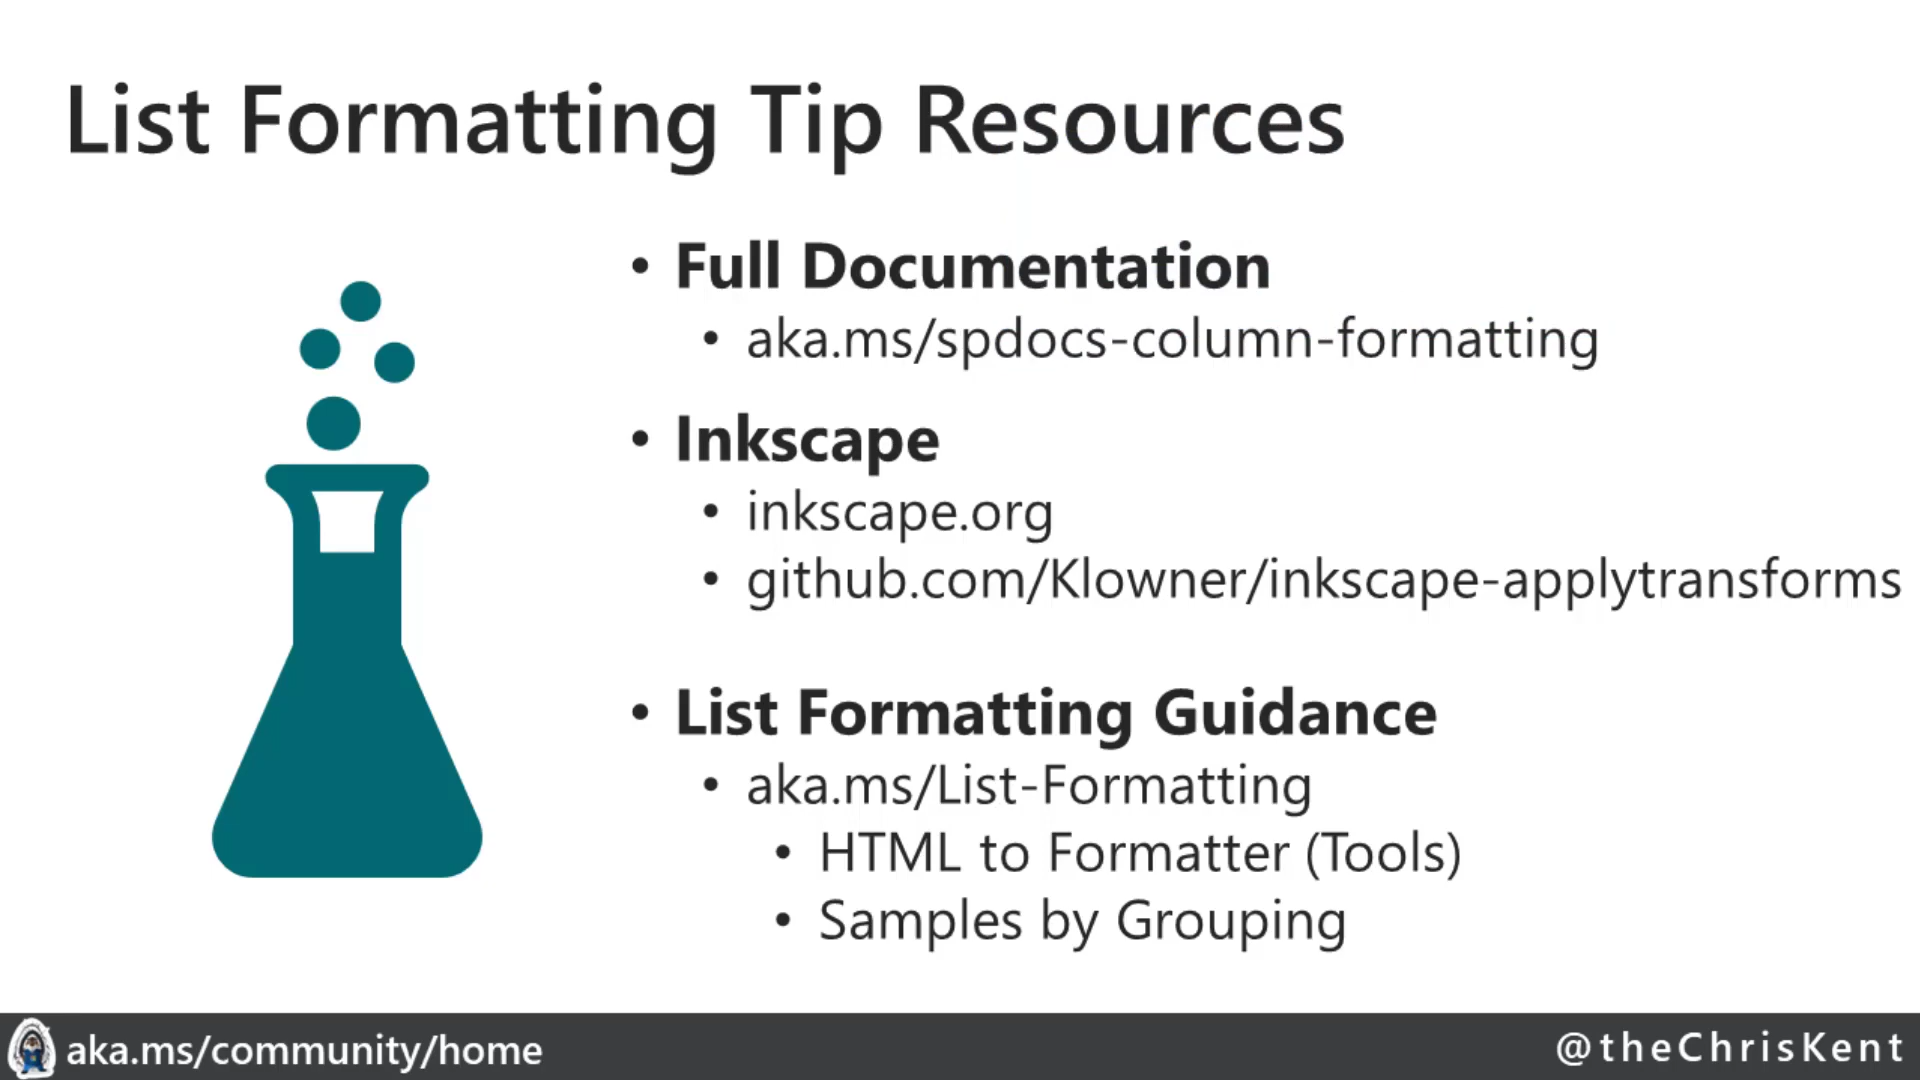 List Formatting Tip Resources
• Full Documentation
• aka.ms/spdocs-column-formatting
• Inkscape
• inkscape.org
• github.com/Klowner/inkscape-applytransforms
• List Formatting Guidance
• aka.ms/List-Formatting
• HTML to Formatter (Tools)
• Samples by Grouping
aka.ms/community/home
@theChrisKent